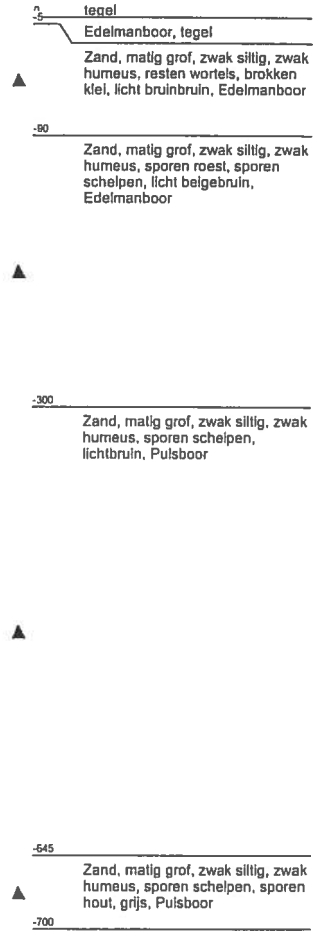 0 tegel
-5
Edelmanboor, tegel
Zand, matig grof, zwak siltig, zwak
humeus, resten wortels, brokken
klei, licht bruinbruin, Edelmanboor
-90
Zand, matig grof, zwak siltig, zwak
humeus, sporen roest, sporen
schelpen, licht beigebruin,
Edelmanboor
-300
Zand, matig grof, zwak siltig, zwak
humeus, sporen schelpen,
lichtbruin, Pulsboor
-645
Zand, matig grof, zwak siltig, zwak
humeus, sporen schelpen, sporen
hout, grijs, Pulsboor
-700